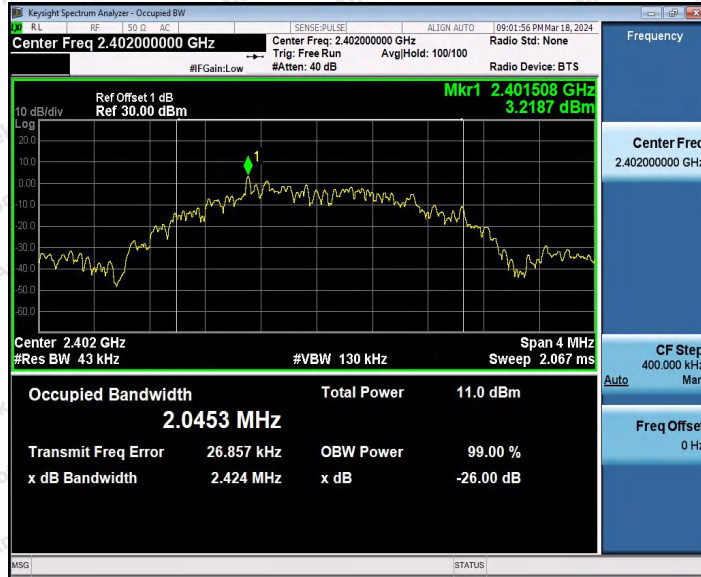 Keysight Spectrum Analyzer - Occupied BW
RL RF 50 Ω AC SENSE:PULSE ALIGN AUTO 09:01:56 PM Mar 18, 2024
Center Freq 2.402000000 GHz Center Freq: 2.402000000 GHz Radio Std: None
Trig: Free Run Avg|Hold: 100/100
#IFGain:Low #Atten: 40 dB Radio Device: BTS
Frequency
Ref Offset 1 dB Mkr1 2.401508 GHz
10 dB/div Ref 30.00 dBm 3.2187 dBm
Log
20.0
10.0
0.00
-10.0
-20.0
-30.0
-40.0
-50.0
-60.0
1
Center 2.402 GHz Span 4 MHz
#Res BW 43 kHz #VBW 130 kHz Sweep 2.067 ms
Occupied Bandwidth Total Power 11.0 dBm
2.0453 MHz
Transmit Freq Error 26.857 kHz OBW Power 99.00 %
x dB Bandwidth 2.424 MHz x dB -26.00 dB
Center Freq
2.402000000 GHz
CF Step
400.000 kHz
Auto Man
Freq Offset
0 Hz
MSG STATUS